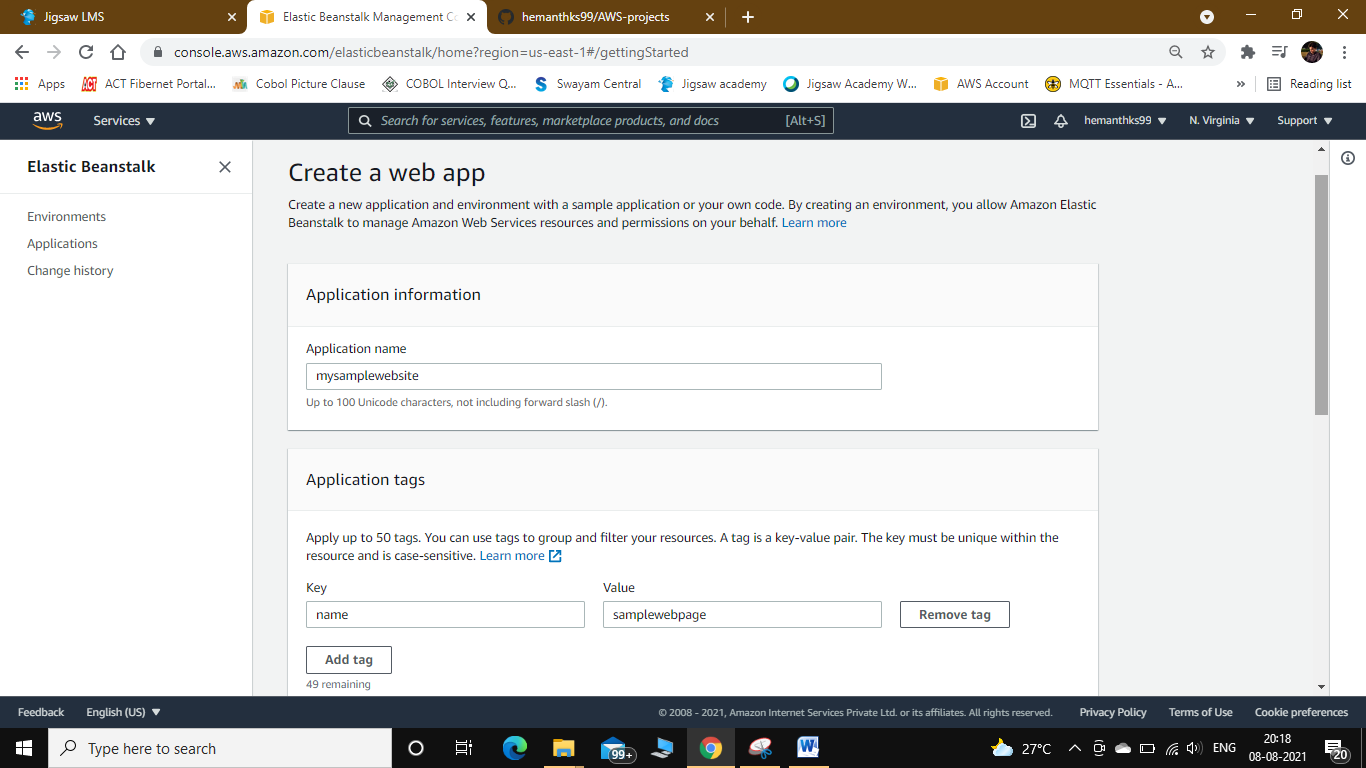 Jigsaw LMS
Elastic Beanstalk Management Co
hemanthks99/AWS-projects
console.aws.amazon.com/elasticbeanstalk/home?region=us-east-1#/gettingStarted
Apps
ACT Fibernet Portal...
Cobol Picture Clause
COBOL Interview Q...
Swayam Central
Jigsaw academy
Jigsaw Academy W...
AWS Account
MQTT Essentials - A...
»
Reading list
aws
Services
Search for services, features, marketplace products, and docs
[Alt+S]
hemanthks99
N. Virginia
Support
Elastic Beanstalk
Environments
Applications
Change history
Create a web app
Create a new application and environment with a sample application or your own code. By creating an environment, you allow Amazon Elastic
Beanstalk to manage Amazon Web Services resources and permissions on your behalf. Learn more
Application information
Application name
mysamplewebsite
Up to 100 Unicode characters, not including forward slash (/).
Application tags
Apply up to 50 tags. You can use tags to group and filter your resources. A tag is a key-value pair. The key must be unique within the
resource and is case-sensitive. Learn more
Key
Value
name
samplewebpage
Remove tag
Add tag
49 remaining
Feedback
English (US)
© 2008 - 2021, Amazon Internet Services Private Ltd. or its affiliates. All rights reserved.
Privacy Policy
Terms of Use
Cookie preferences
Type here to search
99+
27°C
ENG
20:18
08-08-2021
20